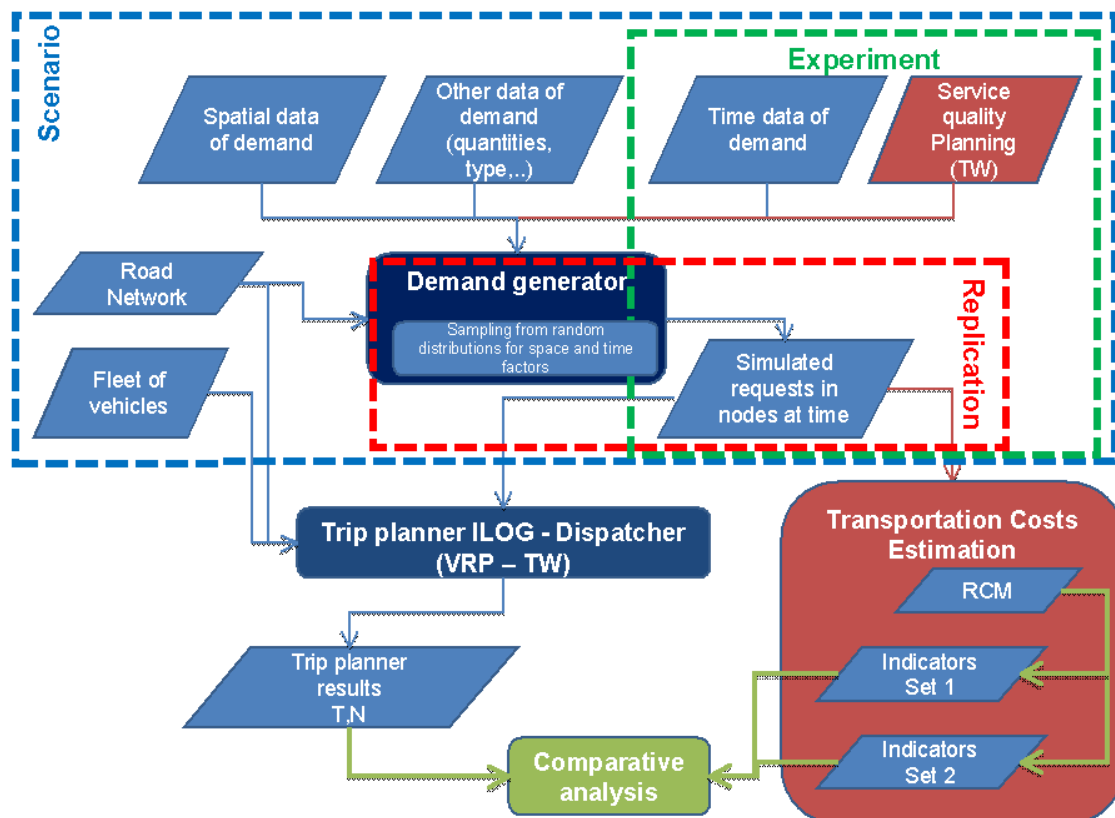 Scenario
Experiment
Spatial data
of demand
Other data of
demand
(quantities,
type,..)
Time data of
demand
Service
quality
Planning
(TW)
Road
Network
Demand generator
Sampling from random
distributions for space and time
factors
Replication
Fleet of
vehicles
Simulated
requests in
nodes at time
Trip planner ILOG - Dispatcher
(VRP – TW)
Transportation Costs
Estimation
RCM
Trip planner
results
T,N
Indicators
Set 1
Indicators
Set 2
Comparative
analysis